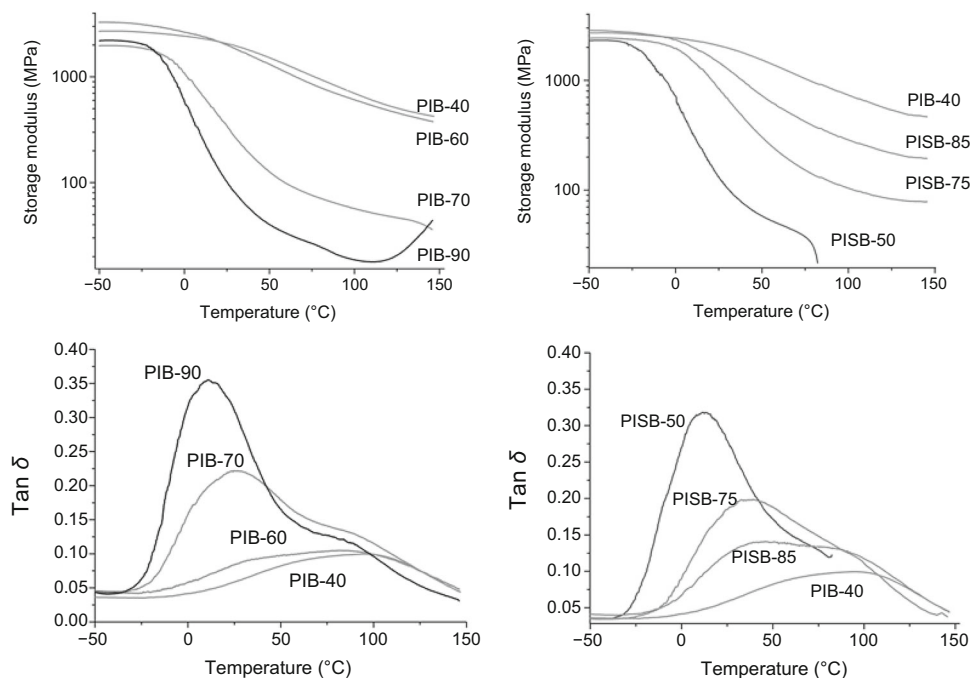 Storage modulus (MPa)
1000
100
PIB-40
PIB-60
PIB-70
PIB-90
−50
0
50
100
150
Temperature (°C)
Storage modulus (MPa)
1000
100
PIB-40
PISB-85
PISB-75
PISB-50
−50
0
50
100
150
Temperature (°C)
Tan δ
0.40
0.35
0.30
0.25
0.20
0.15
0.10
0.05
0.00
PIB-90
PIB-70
PIB-60
PIB-40
−50
0
50
100
150
Temperature (°C)
Tan δ
0.40
0.35
0.30
0.25
0.20
0.15
0.10
0.05
PISB-50
PISB-75
PISB-85
PIB-40
−50
0
50
100
150
Temperature (°C)